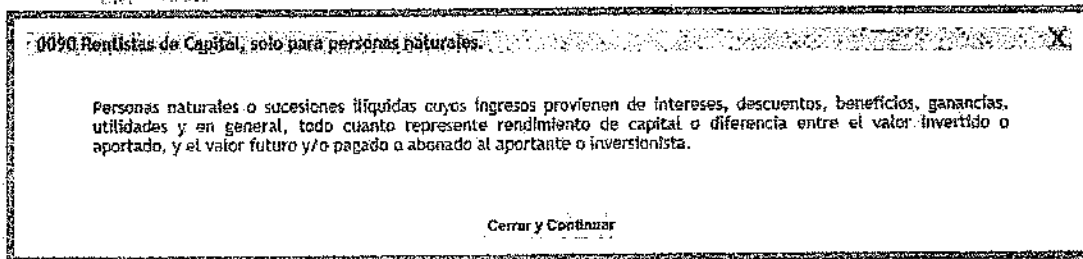 0090 Rentistas de Capital, solo para personas naturales. X
Personas naturales o sucesiones ilíquidas cuyos ingresos provienen de intereses, descuentos, beneficios, ganancias,
utilidades y en general, todo cuanto represente rendimiento de capital o diferencia entre el valor invertido o
aportado, y el valor futuro y/o pagado o abonado al aportante o inversionista.
Cerrar y Continuar